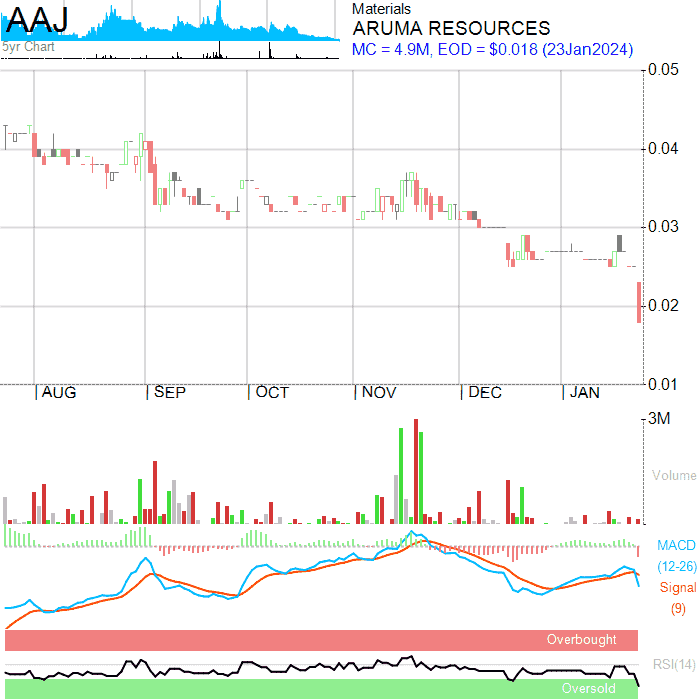 AAJ
5yr Chart
Materials
ARUMA RESOURCES
MC = 4.9M, EOD = $0.018 (23Jan2024)
0.05
0.04
0.03
0.02
0.01
AUG
SEP
OCT
NOV
DEC
JAN
3M
Volume
MACD
(12-26)
Signal
(9)
Overbought
RSI(14)
Oversold